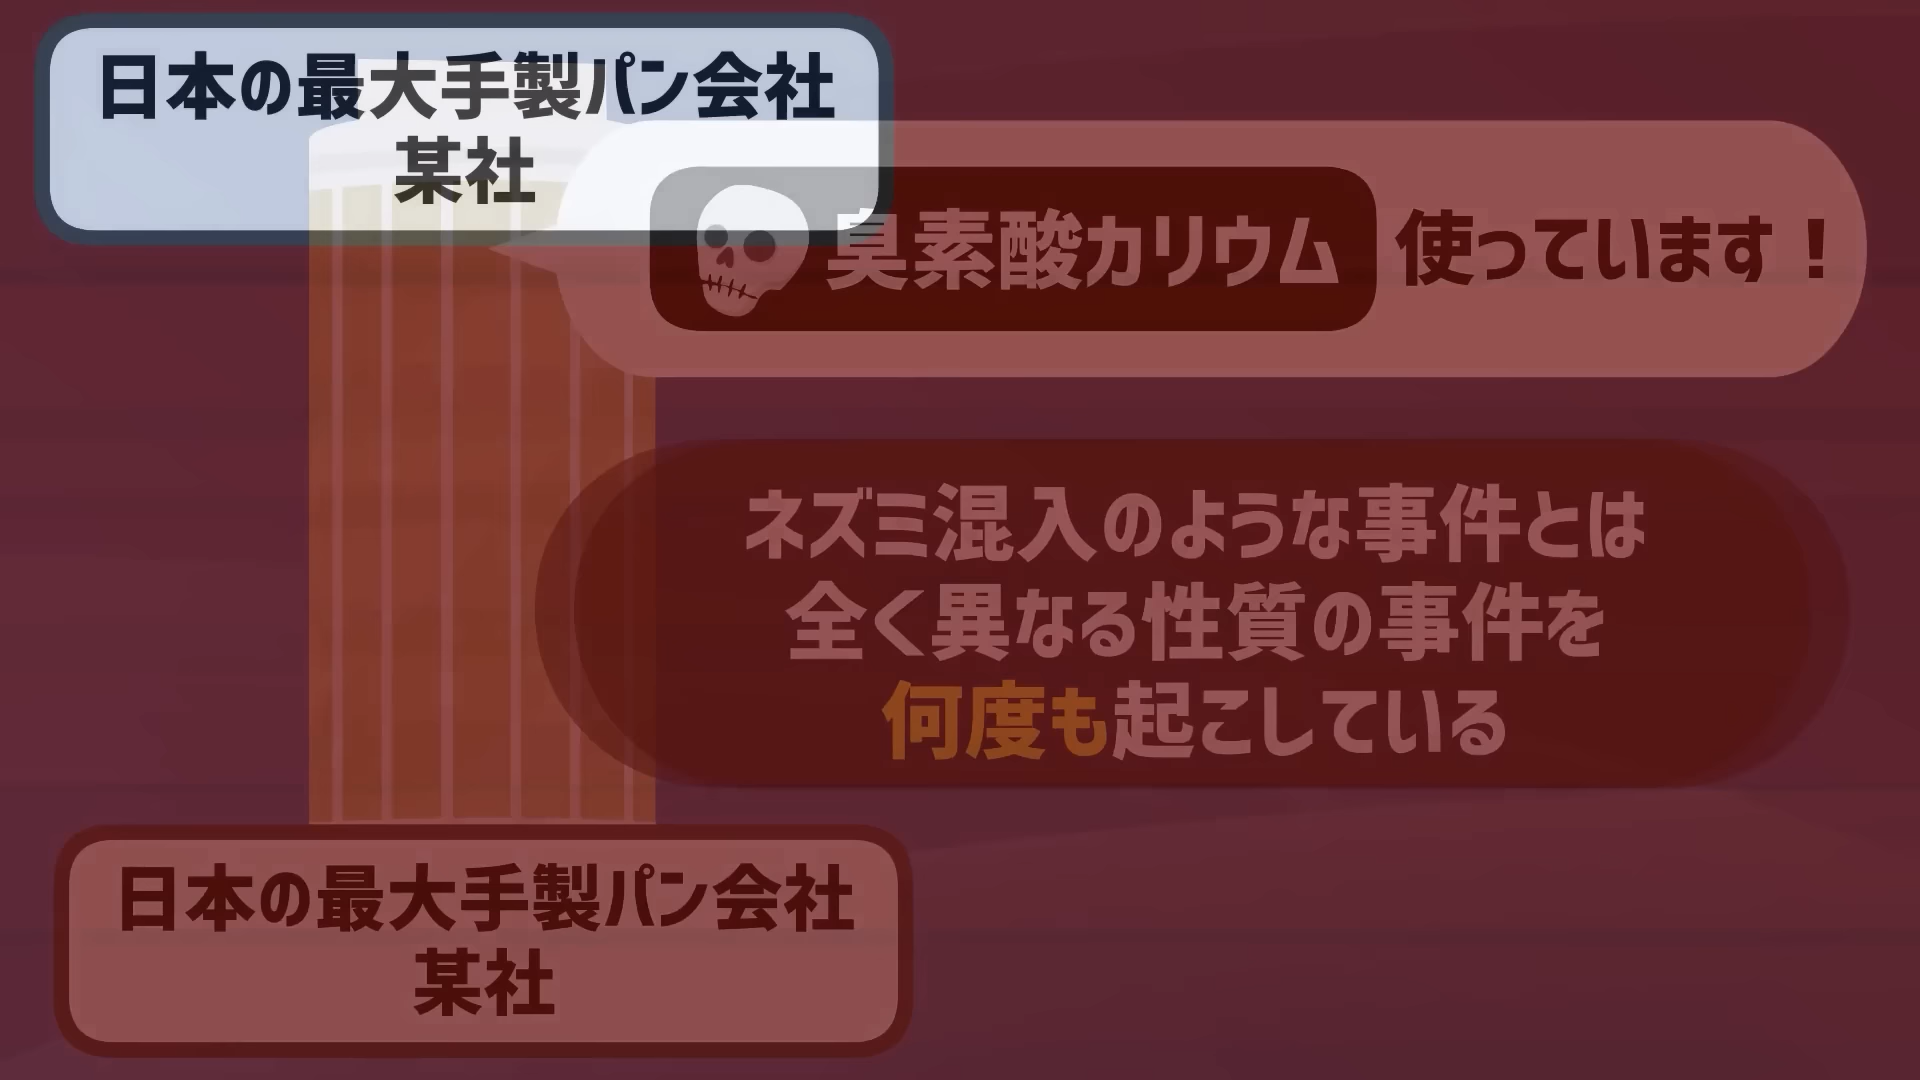 日本の最大手製パン会社
某社
臭素酸カリウム 使っています！
ネズミ混入のような事件とは
全く異なる性質の事件を
何度も起こしている
日本の最大手製パン会社
某社